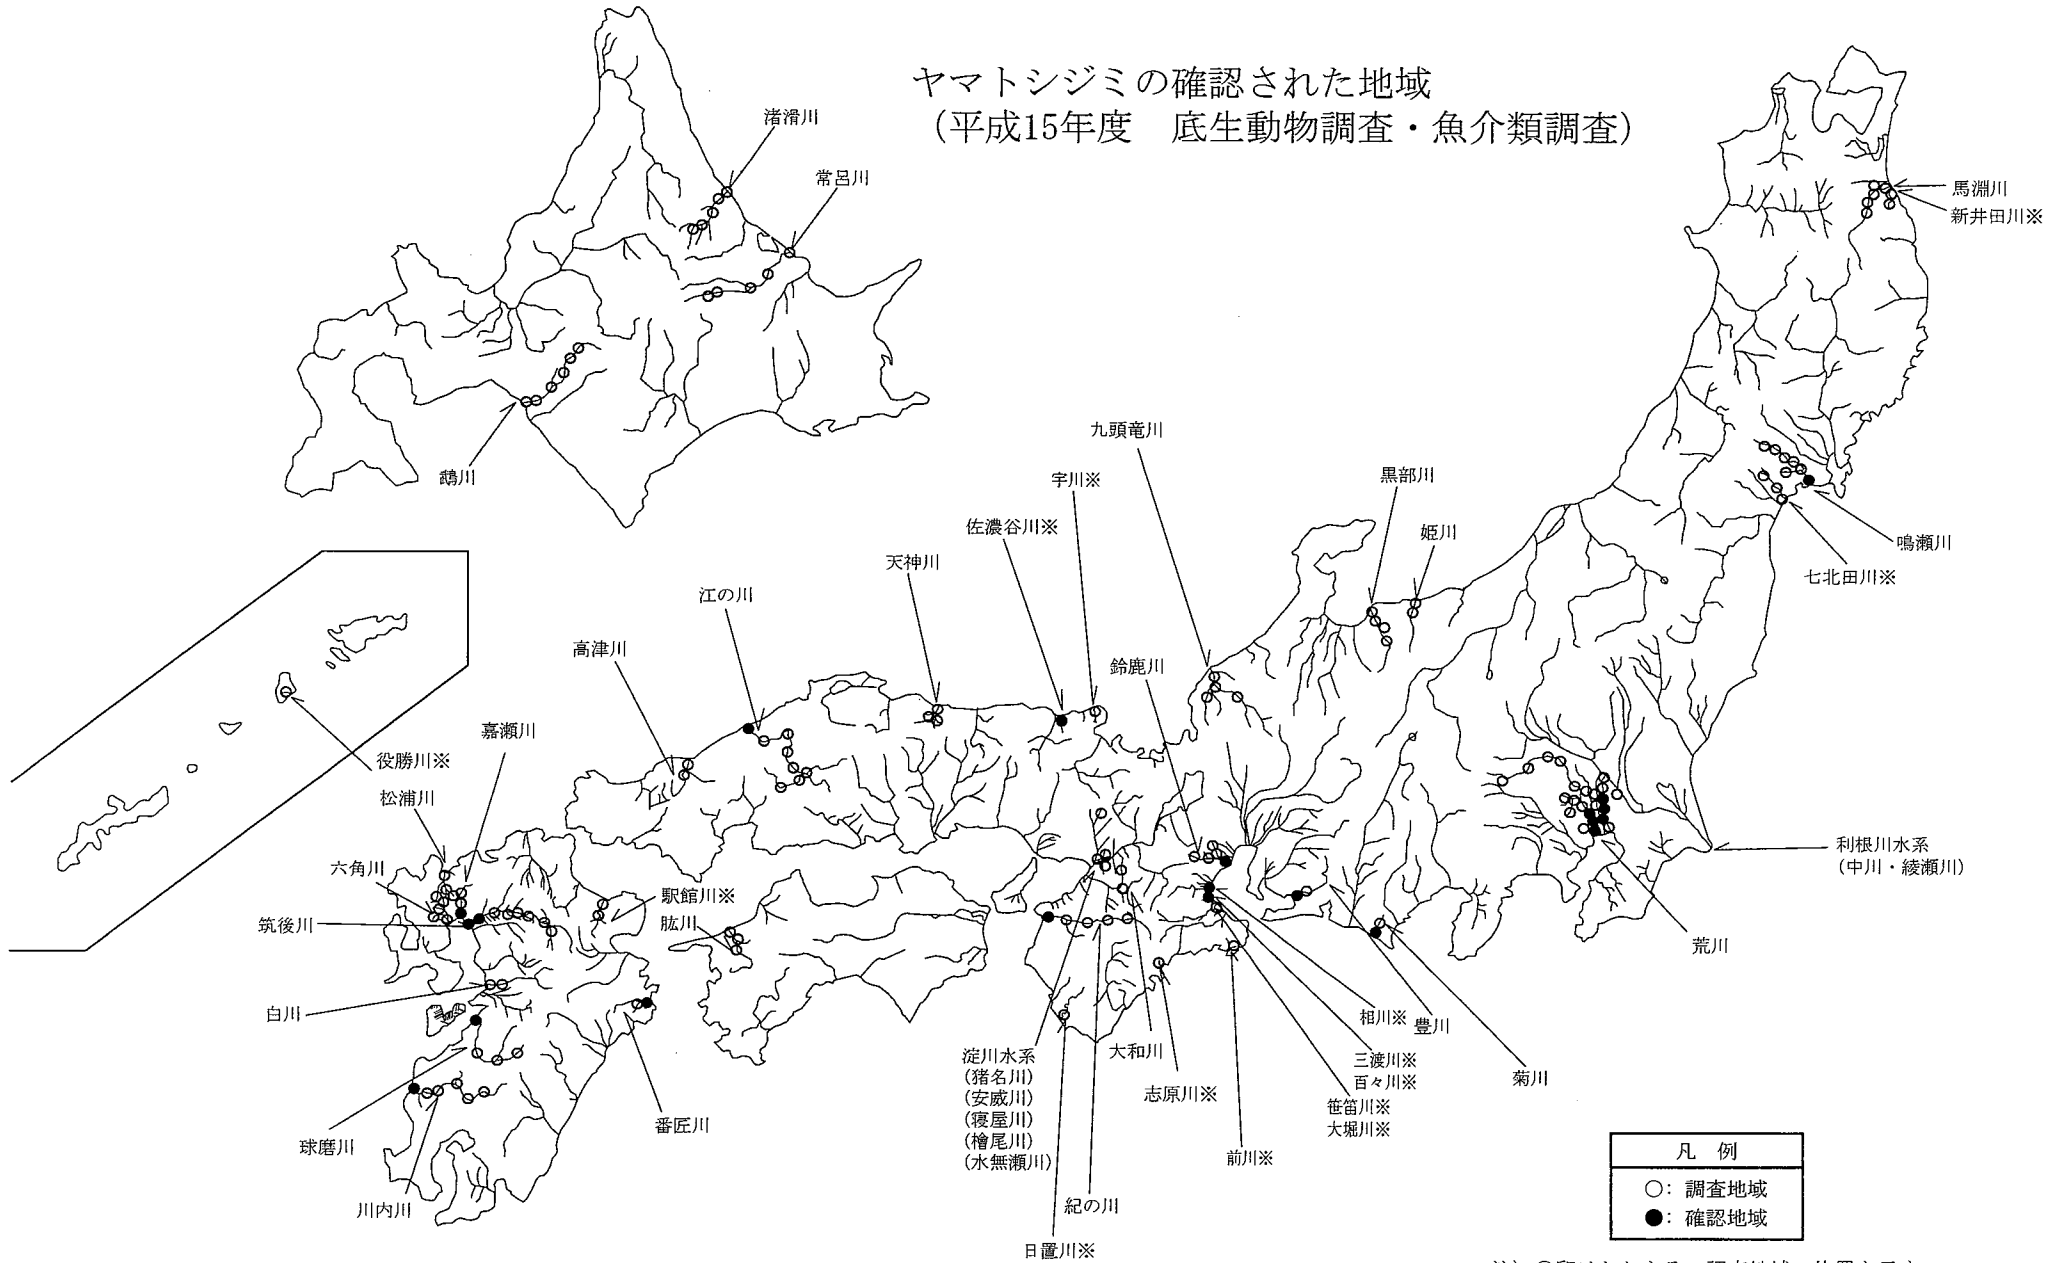 ヤマトシジミの確認された地域
（平成15年度　底生動物調査・魚介類調査）
渚滑川
常呂川
鵡川
馬淵川
新井田川※
鳴瀬川
七北田川※
九頭竜川
宇川※
佐濃谷川※
天神川
江の川
高津川
黒部川
姫川
鈴鹿川
役勝川※
嘉瀬川
松浦川
六角川
筑後川
駅館川※
肱川
白川
球磨川
川内川
番匠川
利根川水系
（中川・綾瀬川）
荒川
淀川水系
（猪名川）
（安威川）
（寝屋川）
（檜尾川）
（水無瀬川）
大和川
志原川※
紀の川
日置川※
前川※
相川※
豊川
三渡川※
百々川※
笹笛川※
大堀川※
菊川
凡　例
○：調査地域
●：確認地域